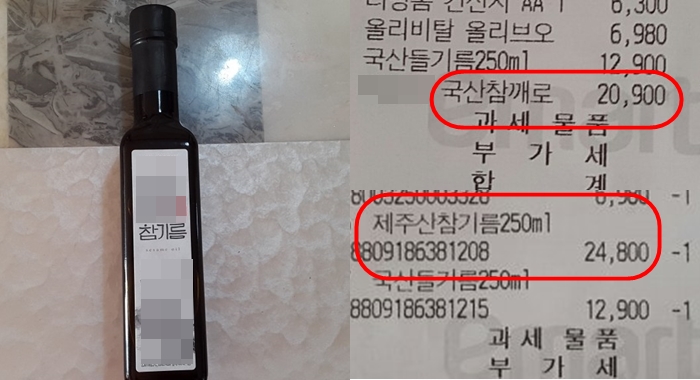 참기름
sesame oil
올리비탈 올리브오 6,980
국산들기름250ml 12,900
국산참깨로 20,900
과 세 물 품
부 가 세
합 계
제주산참기름250ml
8809186381208 24,800 -1
국산들기름250ml
8809186381215 12,900 -1
과 세 물 품
부 가 세